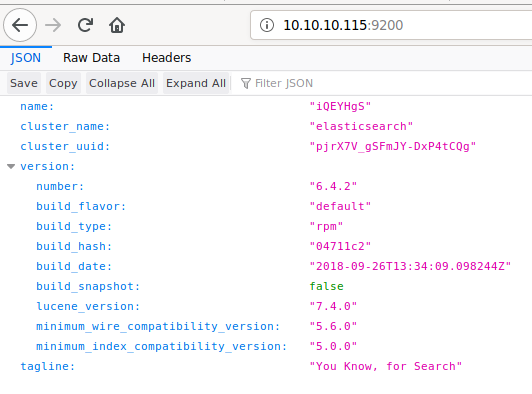 10.10.10.115:9200
JSON Raw Data Headers
Save Copy Collapse All Expand All Filter JSON
name: "iQEYHgS"
cluster_name: "elasticsearch"
cluster_uuid: "pjrX7V_gSFmJY-DxP4tCQg"
version:
number: "6.4.2"
build_flavor: "default"
build_type: "rpm"
build_hash: "04711c2"
build_date: "2018-09-26T13:34:09.098244Z"
build_snapshot: false
lucene_version: "7.4.0"
minimum_wire_compatibility_version: "5.6.0"
minimum_index_compatibility_version: "5.0.0"
tagline: "You Know, for Search"